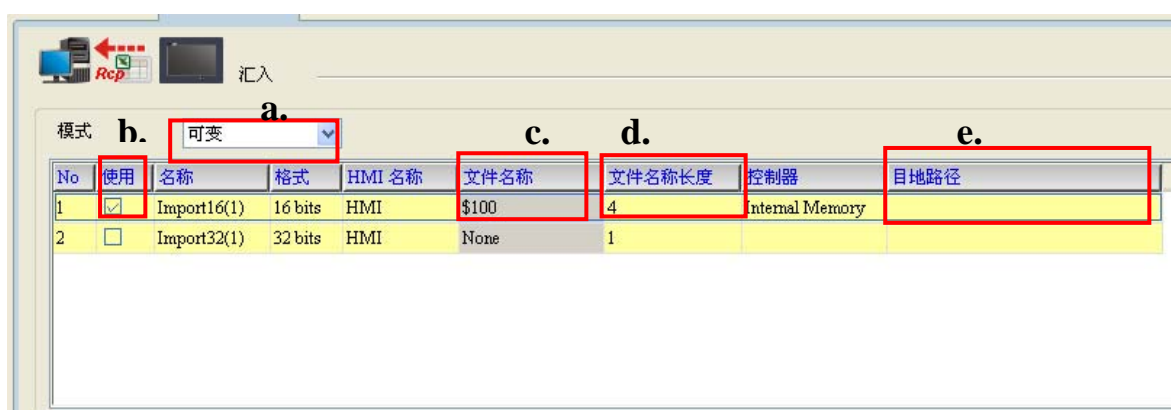 Rcp 汇入
a.
模式 b. 可变 c. d. e.
No 使用 名称 格式 HMI 名称 文件名称 文件名称长度 控制器 目地路径
1 Import16(1) 16 bits HMI $100 4 Internal Memory
2 Import32(1) 32 bits HMI None 1